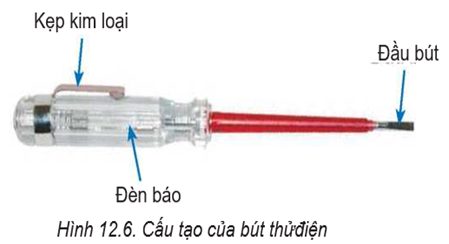 Kẹp kim loại
Đầu bút
Đèn báo
Hình 12.6. Cấu tạo của bút thửđiện